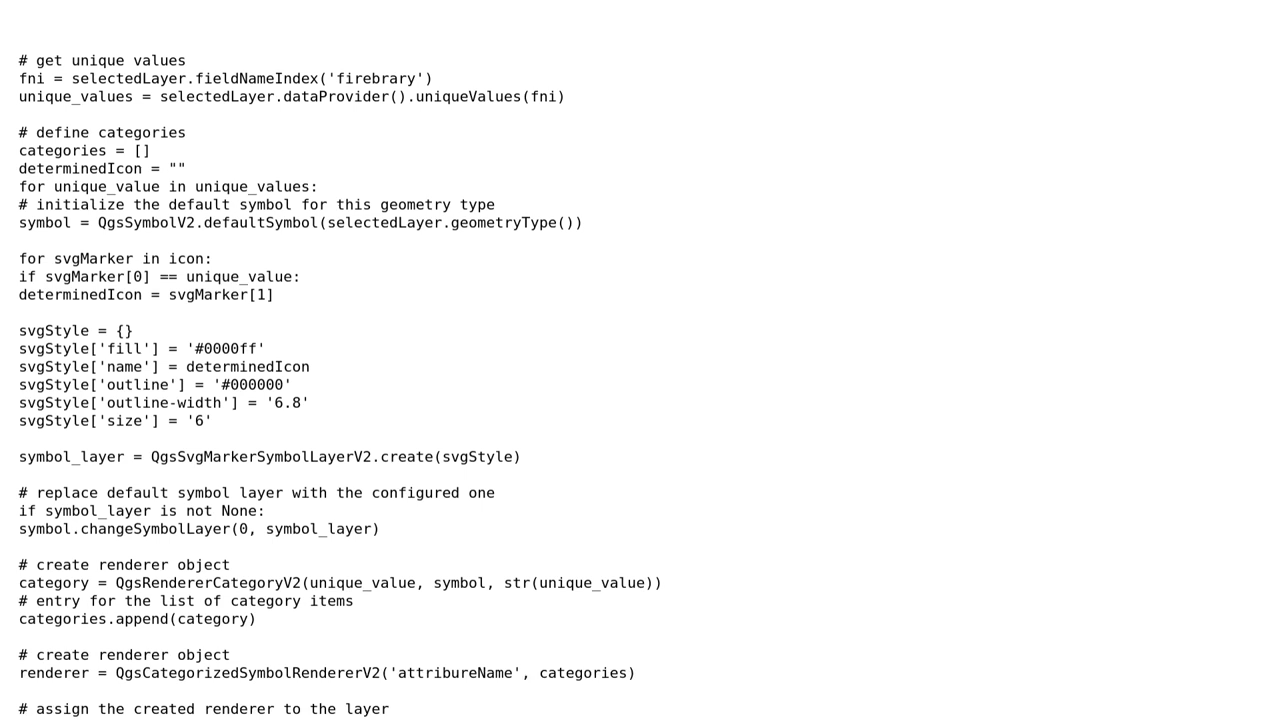 # get unique values
fni = selectedLayer.fieldNameIndex('firebrary')
unique_values = selectedLayer.dataProvider().uniqueValues(fni)

# define categories
categories = []
determinedIcon = ""
for unique_value in unique_values:
# initialize the default symbol for this geometry type
symbol = QgsSymbolV2.defaultSymbol(selectedLayer.geometryType())

for svgMarker in icon:
if svgMarker[0] == unique_value:
determinedIcon = svgMarker[1]

svgStyle = {}
svgStyle['fill'] = '#0000ff'
svgStyle['name'] = determinedIcon
svgStyle['outline'] = '#000000'
svgStyle['outline-width'] = '6.8'
svgStyle['size'] = '6'

symbol_layer = QgsSvgMarkerSymbolLayerV2.create(svgStyle)

# replace default symbol layer with the configured one
if symbol_layer is not None:
symbol.changeSymbolLayer(0, symbol_layer)

# create renderer object
category = QgsRendererCategoryV2(unique_value, symbol, str(unique_value))
# entry for the list of category items
categories.append(category)

# create renderer object
renderer = QgsCategorizedSymbolRendererV2('attribureName', categories)

# assign the created renderer to the layer